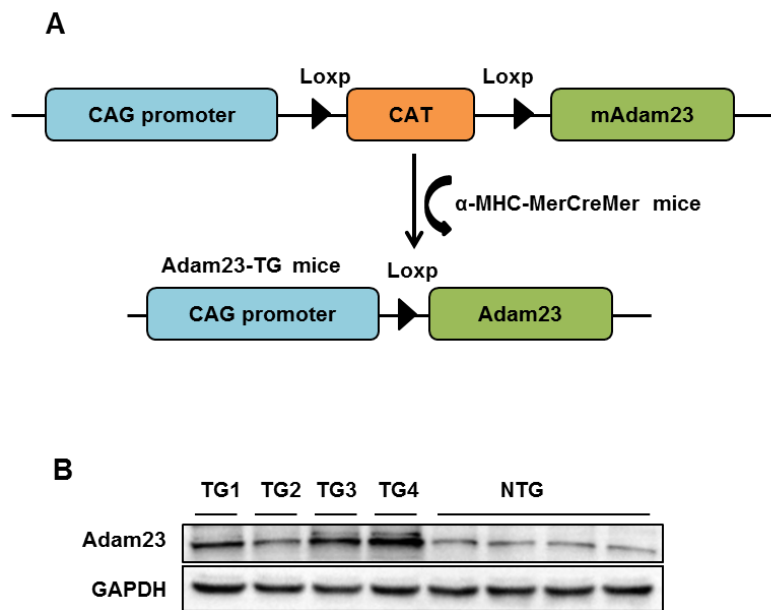 A
Loxp Loxp
CAG promoter CAT mAdam23
α-MHC-MerCreMer mice
Adam23-TG mice Loxp
CAG promoter Adam23
B
TG1 TG2 TG3 TG4 NTG
Adam23
GAPDH